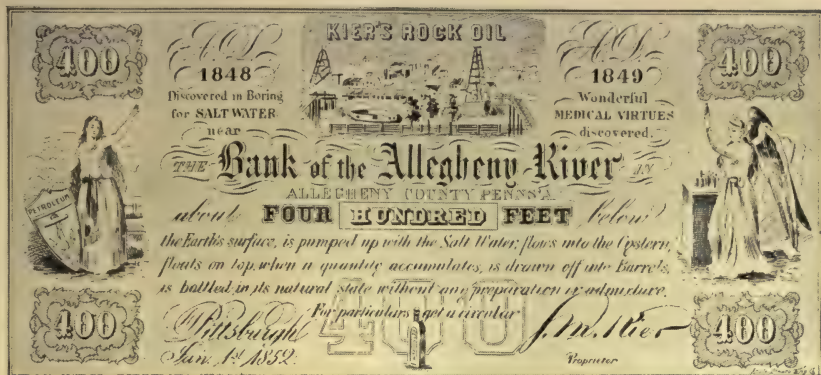 KIER'S ROCK OIL
400
A.D. 1848
Discovered in Boring
for SALT WATER
near
A.D. 1849
Wonderful
MEDICAL VIRTUES
discovered.
400
THE Bank of the Allegheny River IN
ALLEGHENY COUNTY PENNS'A.
about FOUR HUNDRED FEET below
the Earth's surface, is pumped up with the Salt Water, flows into the Cystern,
floats on top, when a quantity accumulates, is drawn off into Barrels,
is bottled in its natural state without any preparation or admixture.
PETROLEUM
For particulars get a circular
400
Pittsburgh
Jan. 1st 1852.
400
S. M. Kier
Proprietor
400